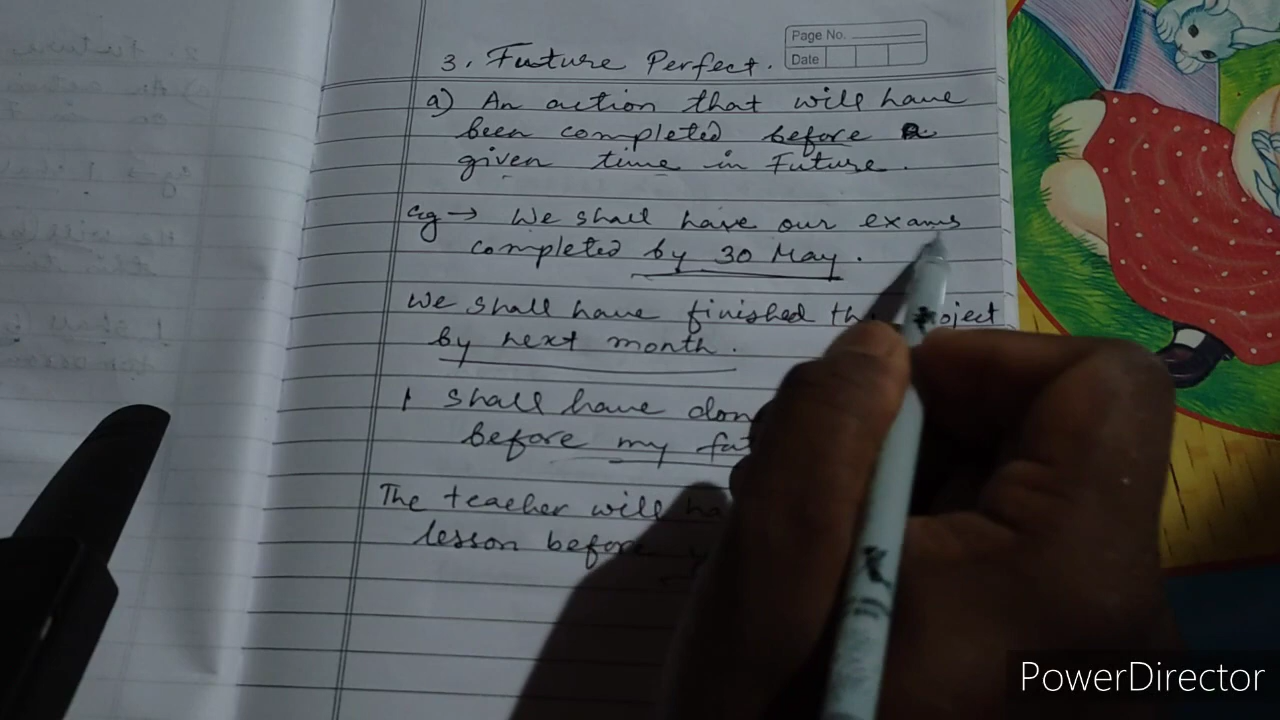 Page No.
Date
3. Future Perfect.
a) An action that will have
been completed before a
given time in Future.
eg → We shall have our exams
completed by 30 May.
We shall have finished the project
by next month.
I shall have
before my
The teacher will
lesson before
PowerDirector